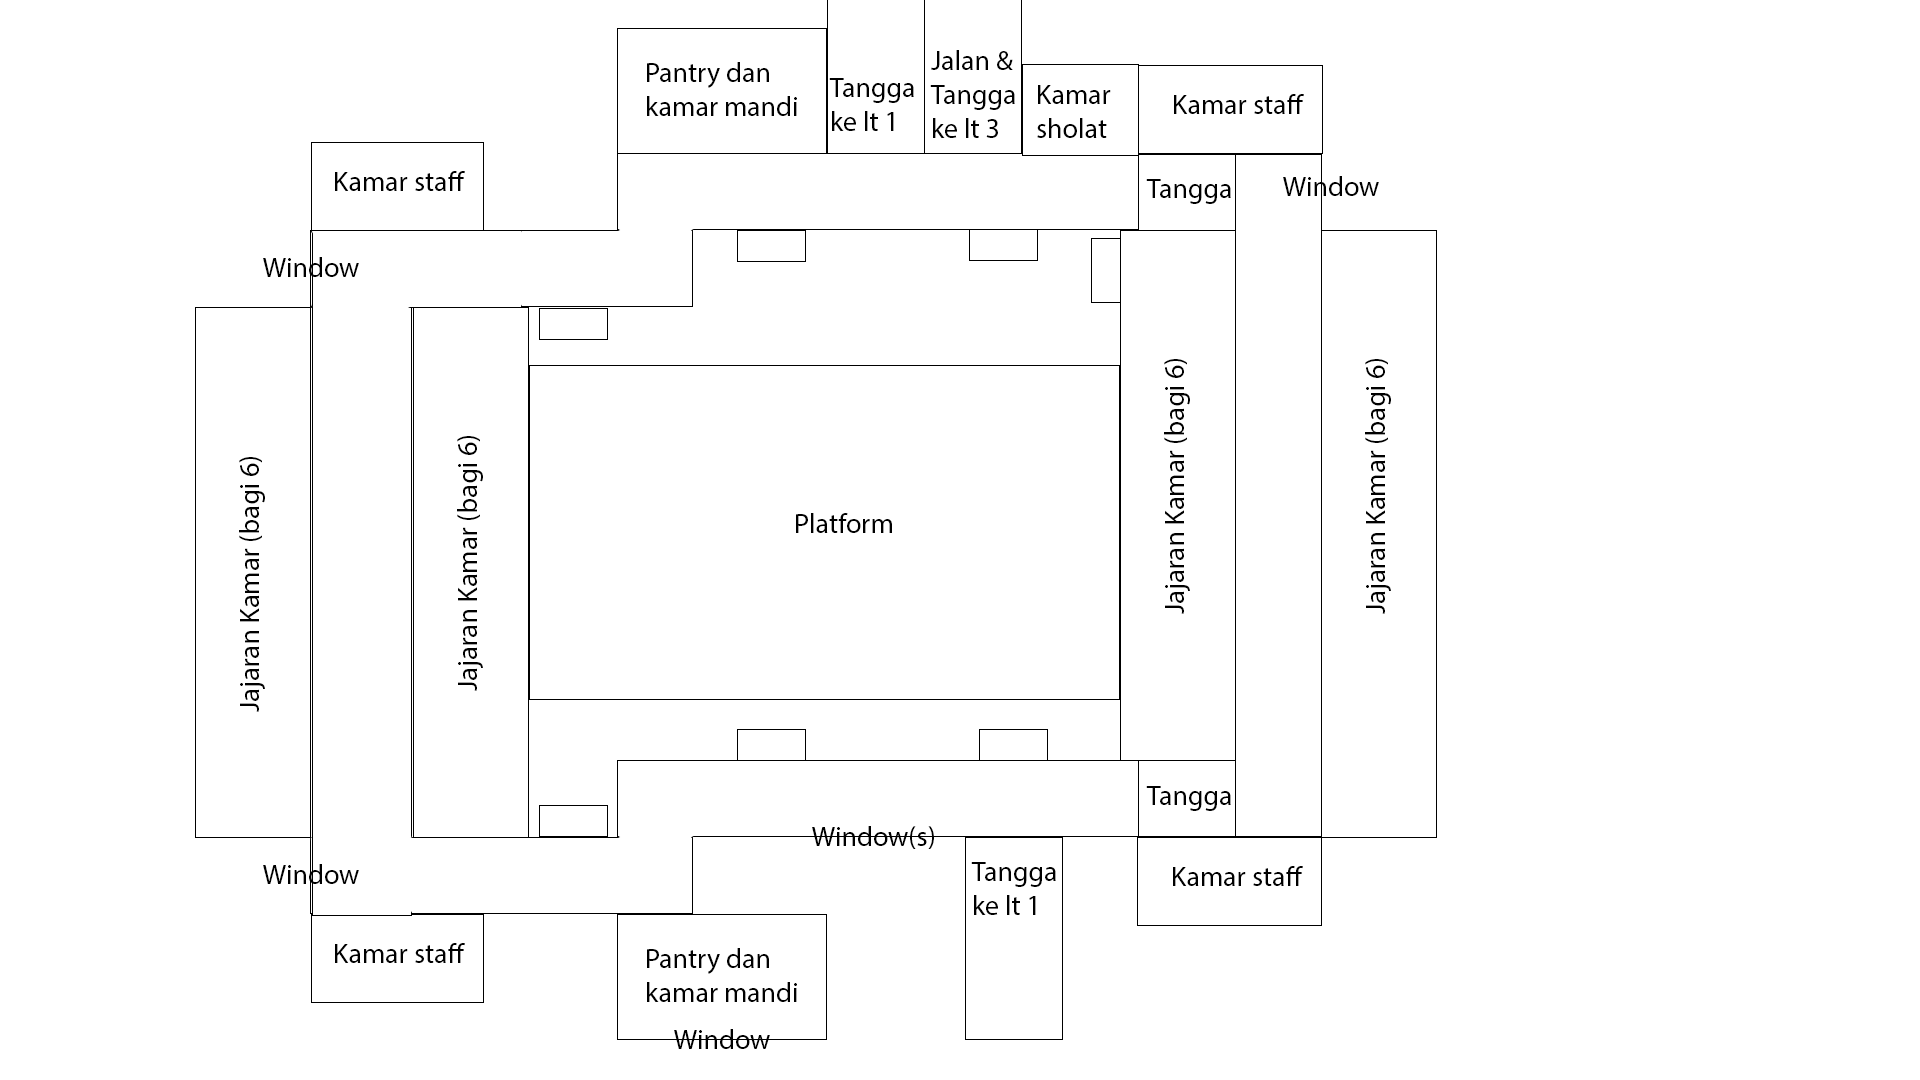 Pantry dan
kamar mandi
Tangga
ke lt 1
Jalan &
Tangga
ke lt 3
Kamar
sholat
Kamar staff
Kamar staff
Tangga
Window
Window
Jajaran Kamar (bagi 6)
Jajaran Kamar (bagi 6)
Platform
Jajaran Kamar (bagi 6)
Jajaran Kamar (bagi 6)
Tangga
Window(s)
Window
Tangga
ke lt 1
Kamar staff
Kamar staff
Pantry dan
kamar mandi
Window